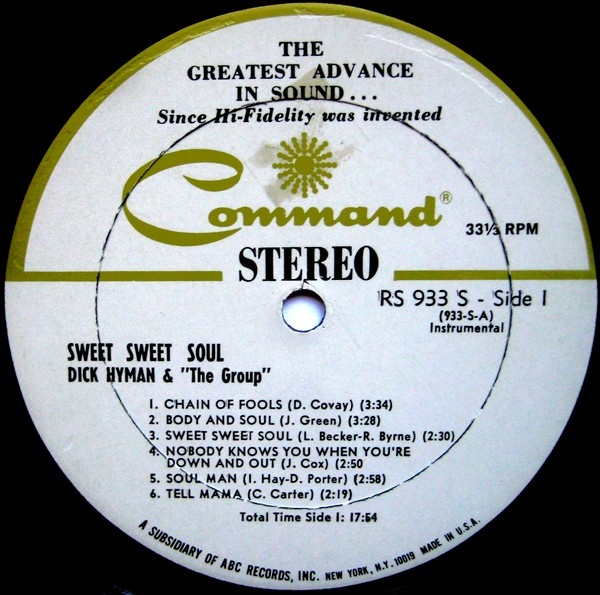 THE
GREATEST ADVANCE
IN SOUND...
Since Hi-Fidelity was invented
Command®
33⅓ RPM
STEREO
RS 933 S - Side 1
(933-S-A)
Instrumental
SWEET SWEET SOUL
DICK HYMAN & "The Group"
1. CHAIN OF FOOLS (D. Covay) (3:34)
2. BODY AND SOUL (J. Green) (3:28)
3. SWEET SWEET SOUL (L. Becker-R. Byrne) (2:30)
4. NOBODY KNOWS YOU WHEN YOU'RE
DOWN AND OUT (J. Cox) (2:50
5. SOUL MAN (I. Hay-D. Porter) (2:58)
6. TELL MAMA (C. Carter) (2:19)
Total Time Side 1: 17:54
A SUBSIDIARY OF ABC RECORDS, INC. NEW YORK, N.Y. 10019 MADE IN U.S.A.